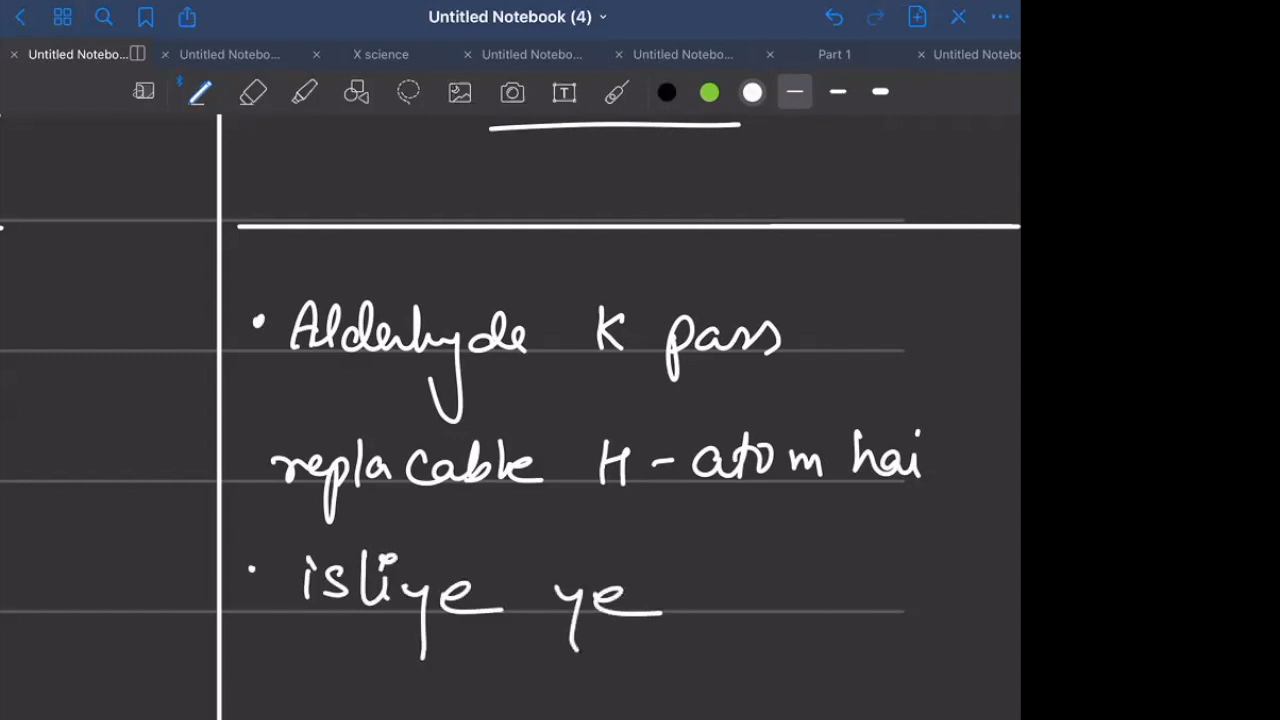 Untitled Notebook (4)
Untitled Notebo... Untitled Notebo... X science Untitled Notebo... Untitled Notebo... Part 1 Untitled Notebo
T
• Aldehyde K pass
replacable H-atom hai
• isliye ye